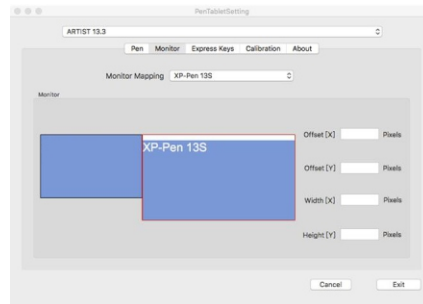 PenTabletSetting
ARTIST 13.3
Pen Monitor Express Keys Calibration About
Monitor Mapping XP-Pen 13S
Monitor
XP-Pen 13S
Offset [X] Pixels
Offset [Y] Pixels
Width [X] Pixels
Height [Y] Pixels
Cancel Exit